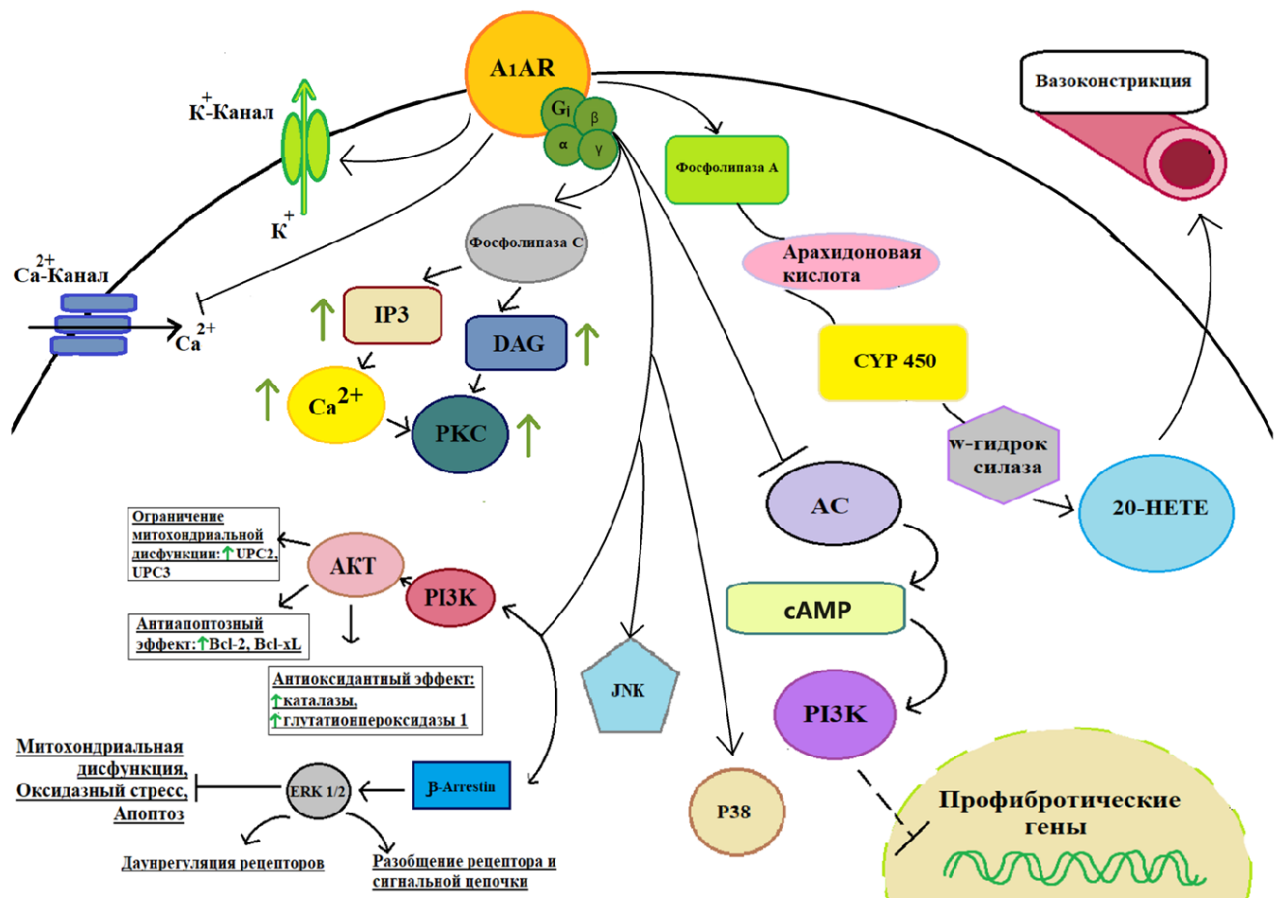 A1AR
Gi
β
α
γ
K+-Канал
K+
2+
Ca-Канал
Ca2+
Фосфолипаза C
IP3
DAG
Ca2+
PKC
Фосфолипаза А
Арахидоновая
кислота
CYP 450
w-гидрок
силаза
20-HETE
Вазоконстрикция
AC
cAMP
PI3K
Профибротические
гены
JNK
P38
PI3K
АКТ
Ограничение
митохондриальной
дисфункции:↑UPC2,
UPC3
Антиапоптозный
эффект:↑Bcl-2, Bcl-xL
Антиоксидантный эффект:
↑каталазы,
↑глутатионпероксидазы 1
β-Arrestin
ERK 1/2
Митохондриальная
дисфункция,
Оксидазный стресс,
Апоптоз
Даунрегуляция рецепторов
Разобщение рецептора и
сигнальной цепочки